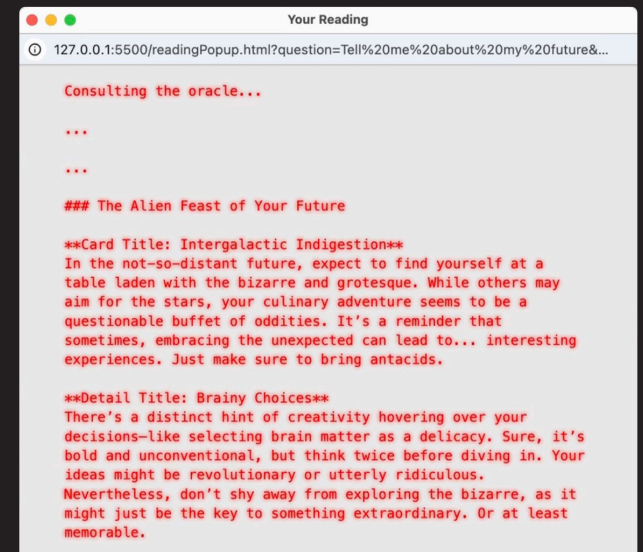 Your Reading
127.0.0.1:5500/readingPopup.html?question=Tell%20me%20about%20my%20future&...
Consulting the oracle...
...
...
### The Alien Feast of Your Future
**Card Title: Intergalactic Indigestion**
In the not-so-distant future, expect to find yourself at a
table laden with the bizarre and grotesque. While others may
aim for the stars, your culinary adventure seems to be a
questionable buffet of oddities. It's a reminder that
sometimes, embracing the unexpected can lead to... interesting
experiences. Just make sure to bring antacids.
**Detail Title: Brainy Choices**
There's a distinct hint of creativity hovering over your
decisions—like selecting brain matter as a delicacy. Sure, it's
bold and unconventional, but think twice before diving in. Your
ideas might be revolutionary or utterly ridiculous.
Nevertheless, don't shy away from exploring the bizarre, as it
might just be the key to something extraordinary. Or at least
memorable.